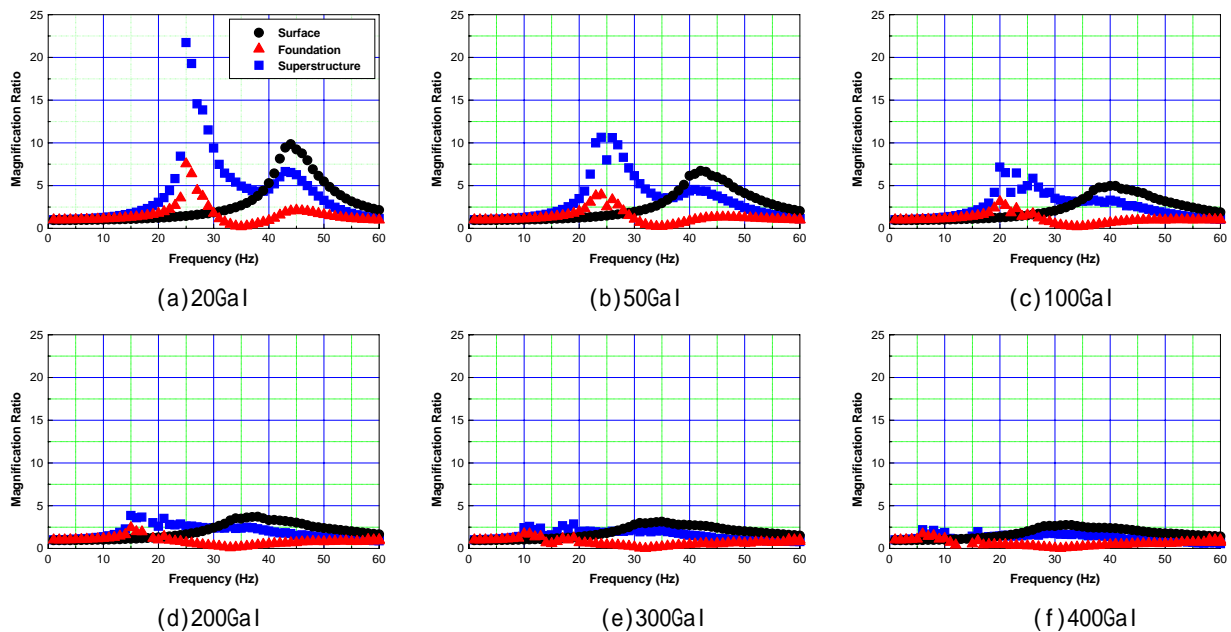 25
20
15
10
5
0
Magnification Ratio
0 10 20 30 40 50 60
Frequency (Hz)
Surface
Foundation
Superstructure
(a)20Gal
25
20
15
10
5
0
Magnification Ratio
0 10 20 30 40 50 60
Frequency (Hz)
(b)50Gal
25
20
15
10
5
0
Magnification Ratio
0 10 20 30 40 50 60
Frequency (Hz)
(c)100Gal
25
20
15
10
5
0
Magnification Ratio
0 10 20 30 40 50 60
Frequency (Hz)
(d)200Gal
25
20
15
10
5
0
Magnification Ratio
0 10 20 30 40 50 60
Frequency (Hz)
(e)300Gal
25
20
15
10
5
0
Magnification Ratio
0 10 20 30 40 50 60
Frequency (Hz)
(f)400Gal